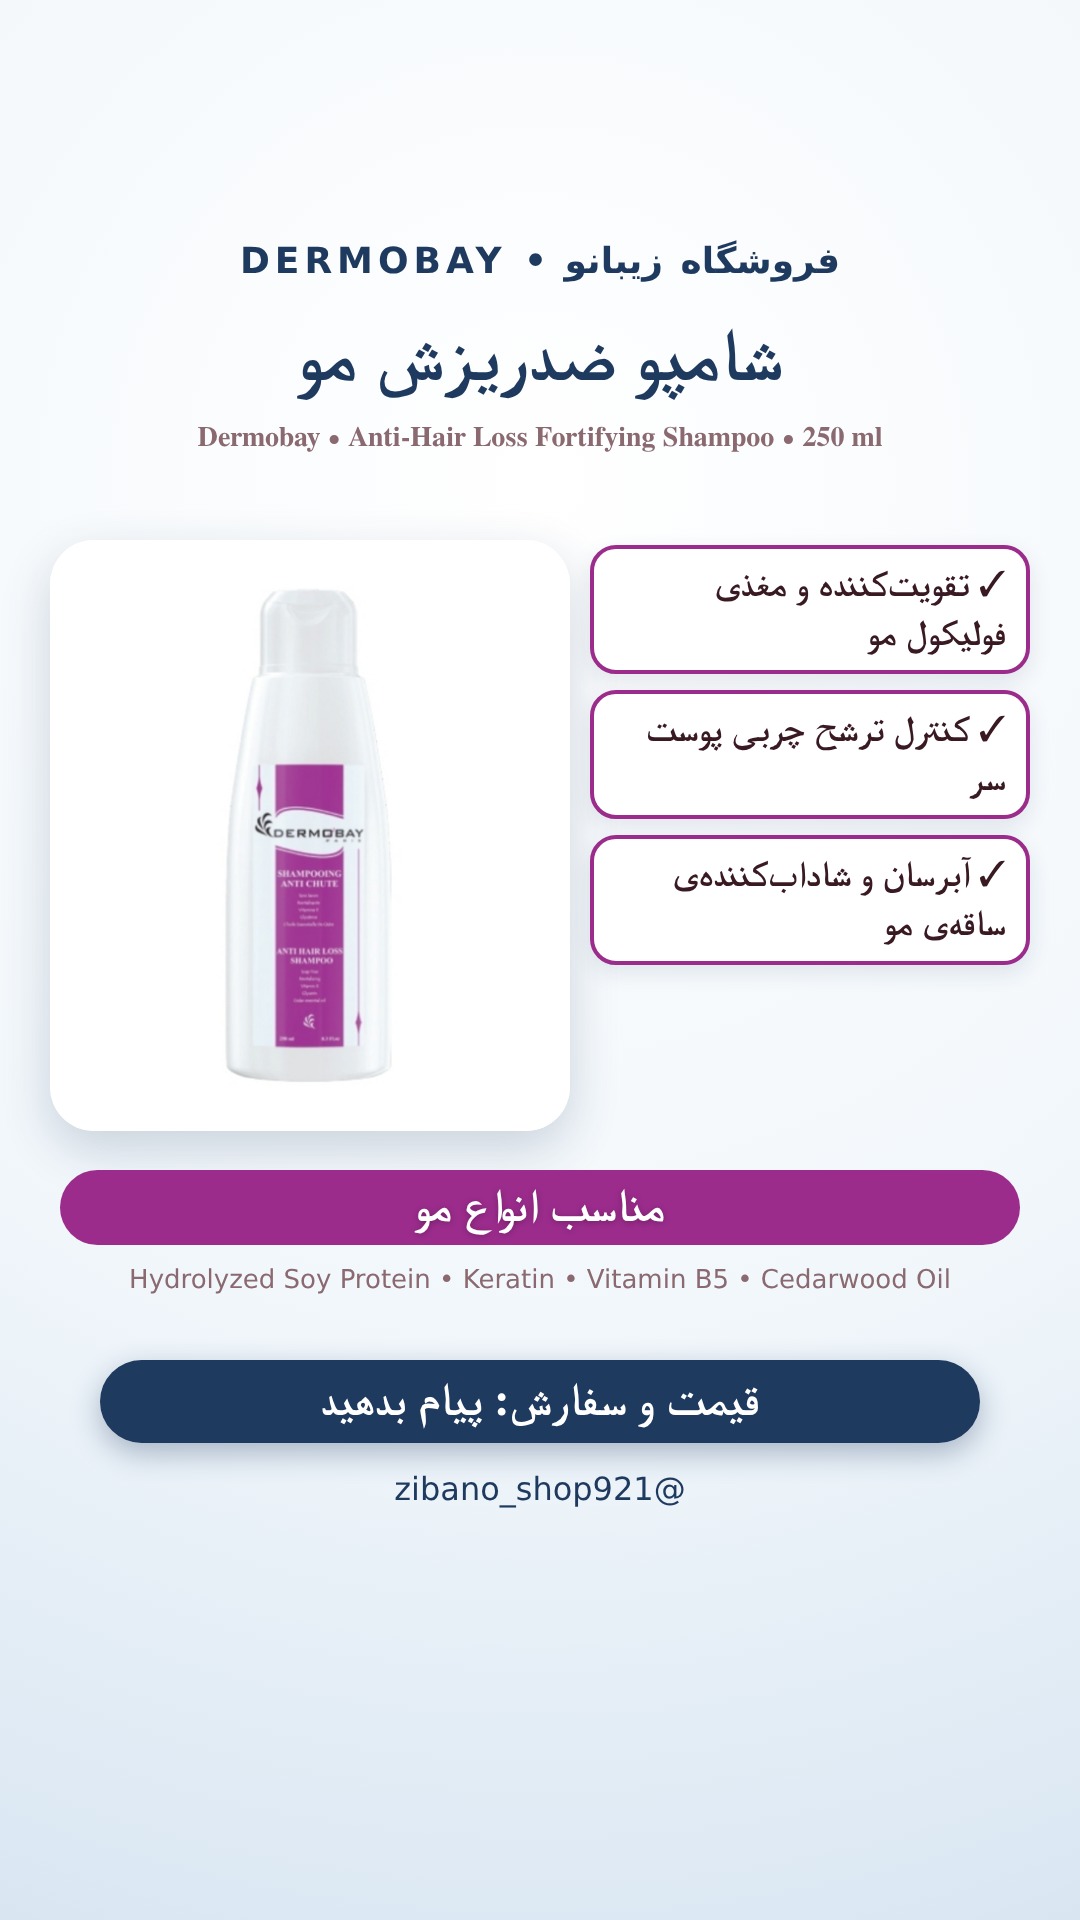 فروشگاه زیبانو • DERMOBAY
شامپو ضدریزش مو
Dermobay • Anti-Hair Loss Fortifying Shampoo • 250 ml
✓ تقویت‌کننده و مغذی
فولیکول مو
✓ کنترل ترشح چربی پوست
سر
✓ آبرسان و شاداب‌کننده‌ی
ساقه‌ی مو
DERMOBAY
PARIS
SHAMPOOING
ANTI CHUTE
ANTI HAIR LOSS
SHAMPOO
مناسب انواع مو
Hydrolyzed Soy Protein • Keratin • Vitamin B5 • Cedarwood Oil
قیمت و سفارش: پیام بدهید
zibano_shop921@